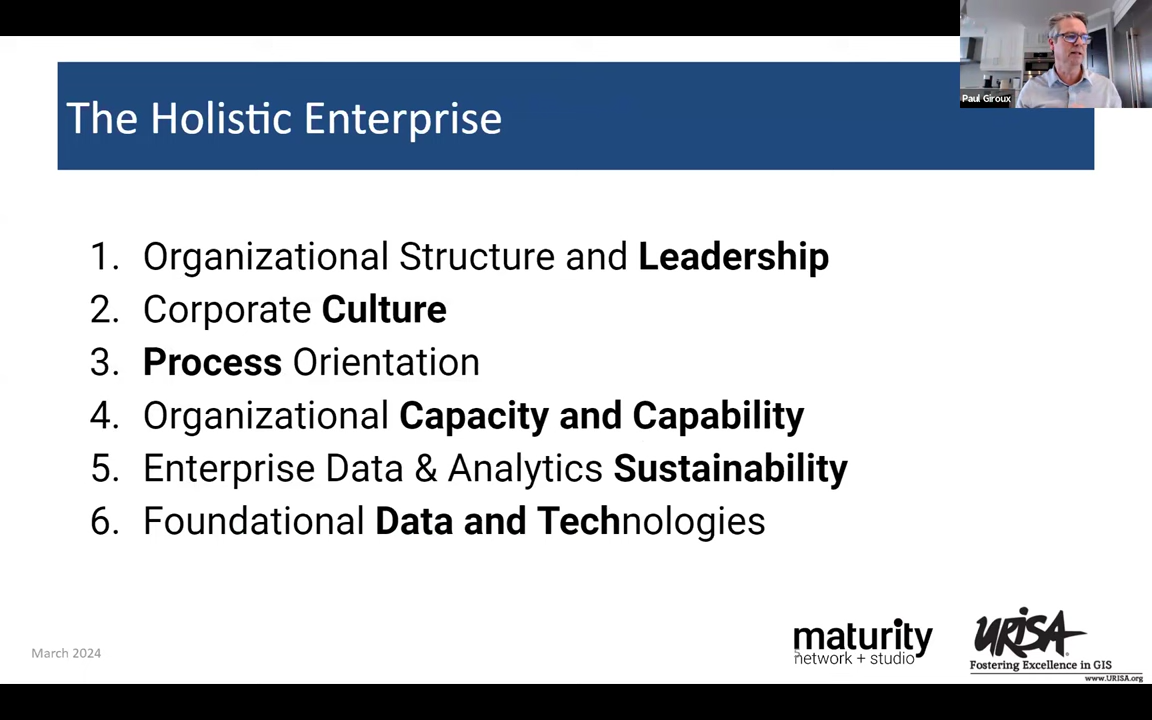 Paul Giroux
The Holistic Enterprise
1. Organizational Structure and Leadership
2. Corporate Culture
3. Process Orientation
4. Organizational Capacity and Capability
5. Enterprise Data & Analytics Sustainability
6. Foundational Data and Technologies
March 2024
maturity
network + studio
URISA
Fostering Excellence in GIS
www.URISA.org